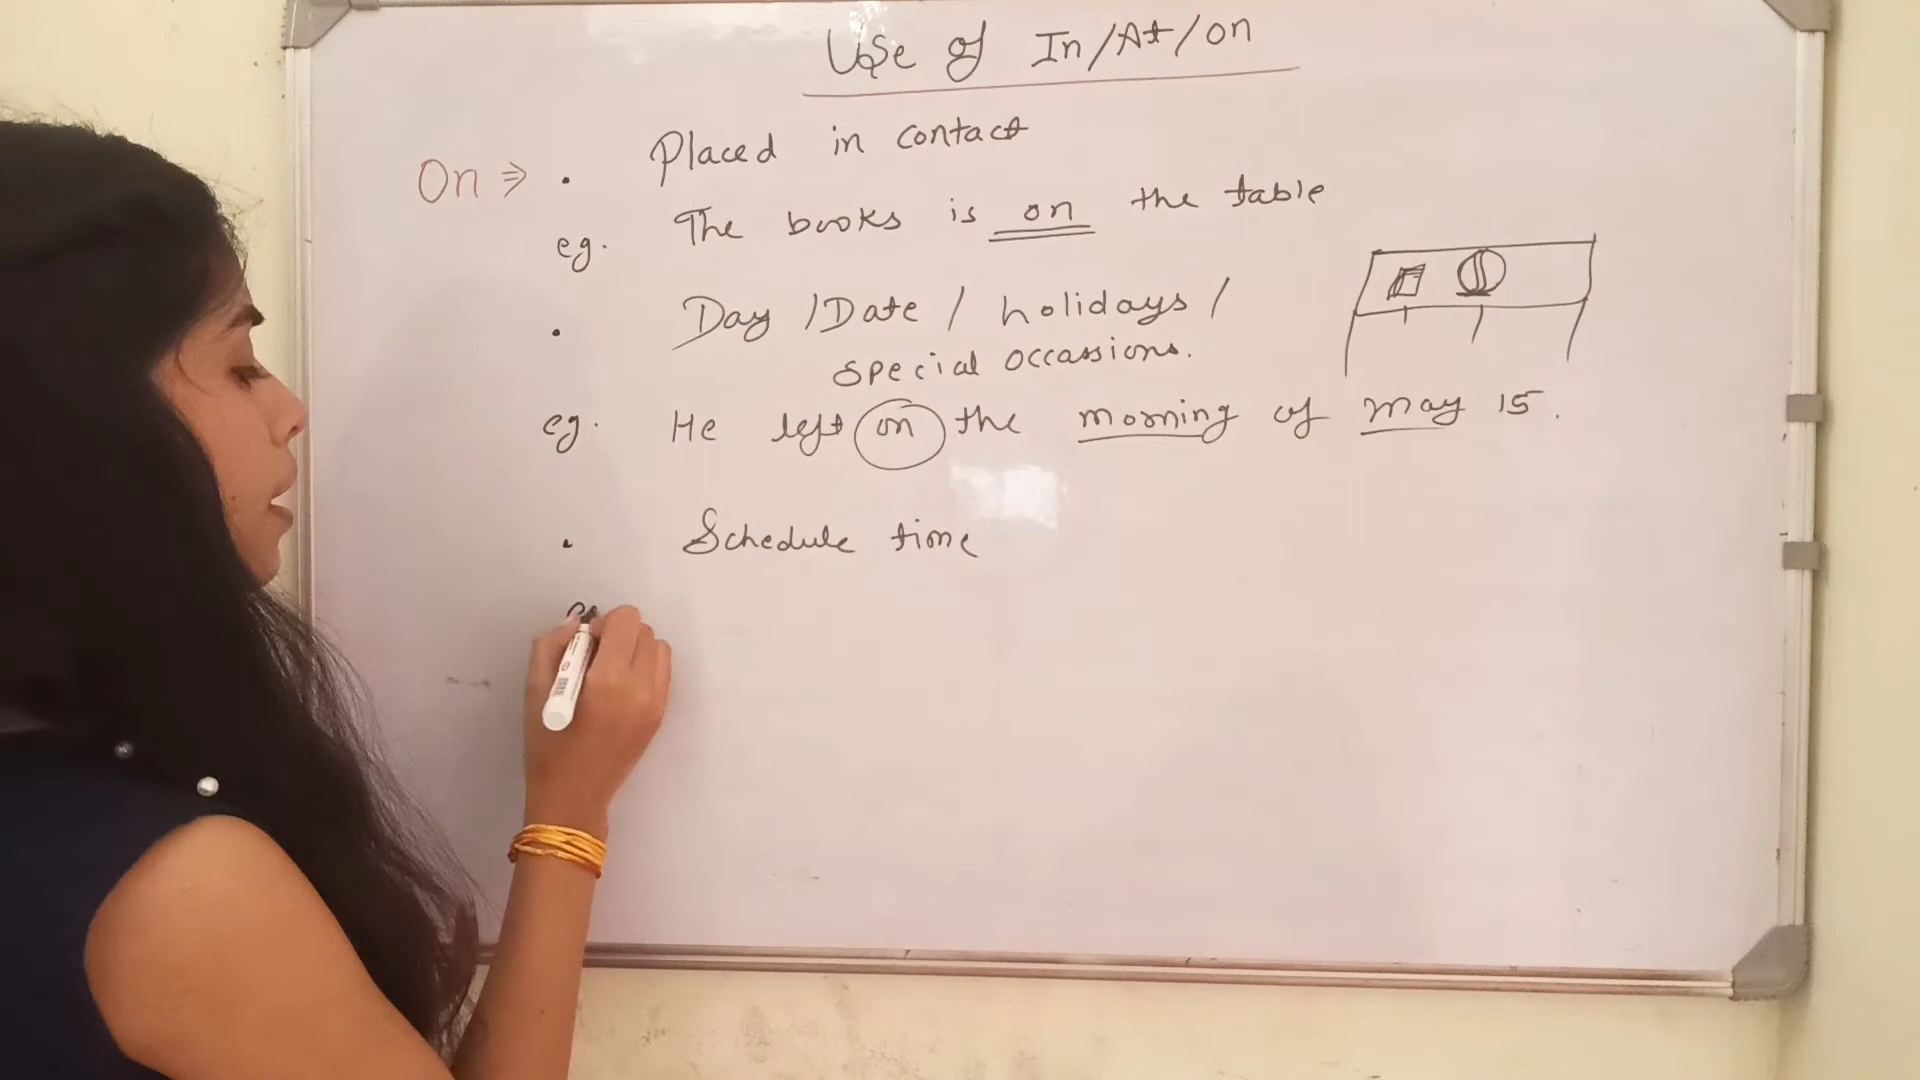 Use of In/At/on
On ⇒ . Placed in contact
eg. The books is on the table
. Day /Date / holidays /
special occassions.
eg. He left on the morning of may 15.
. Schedule time